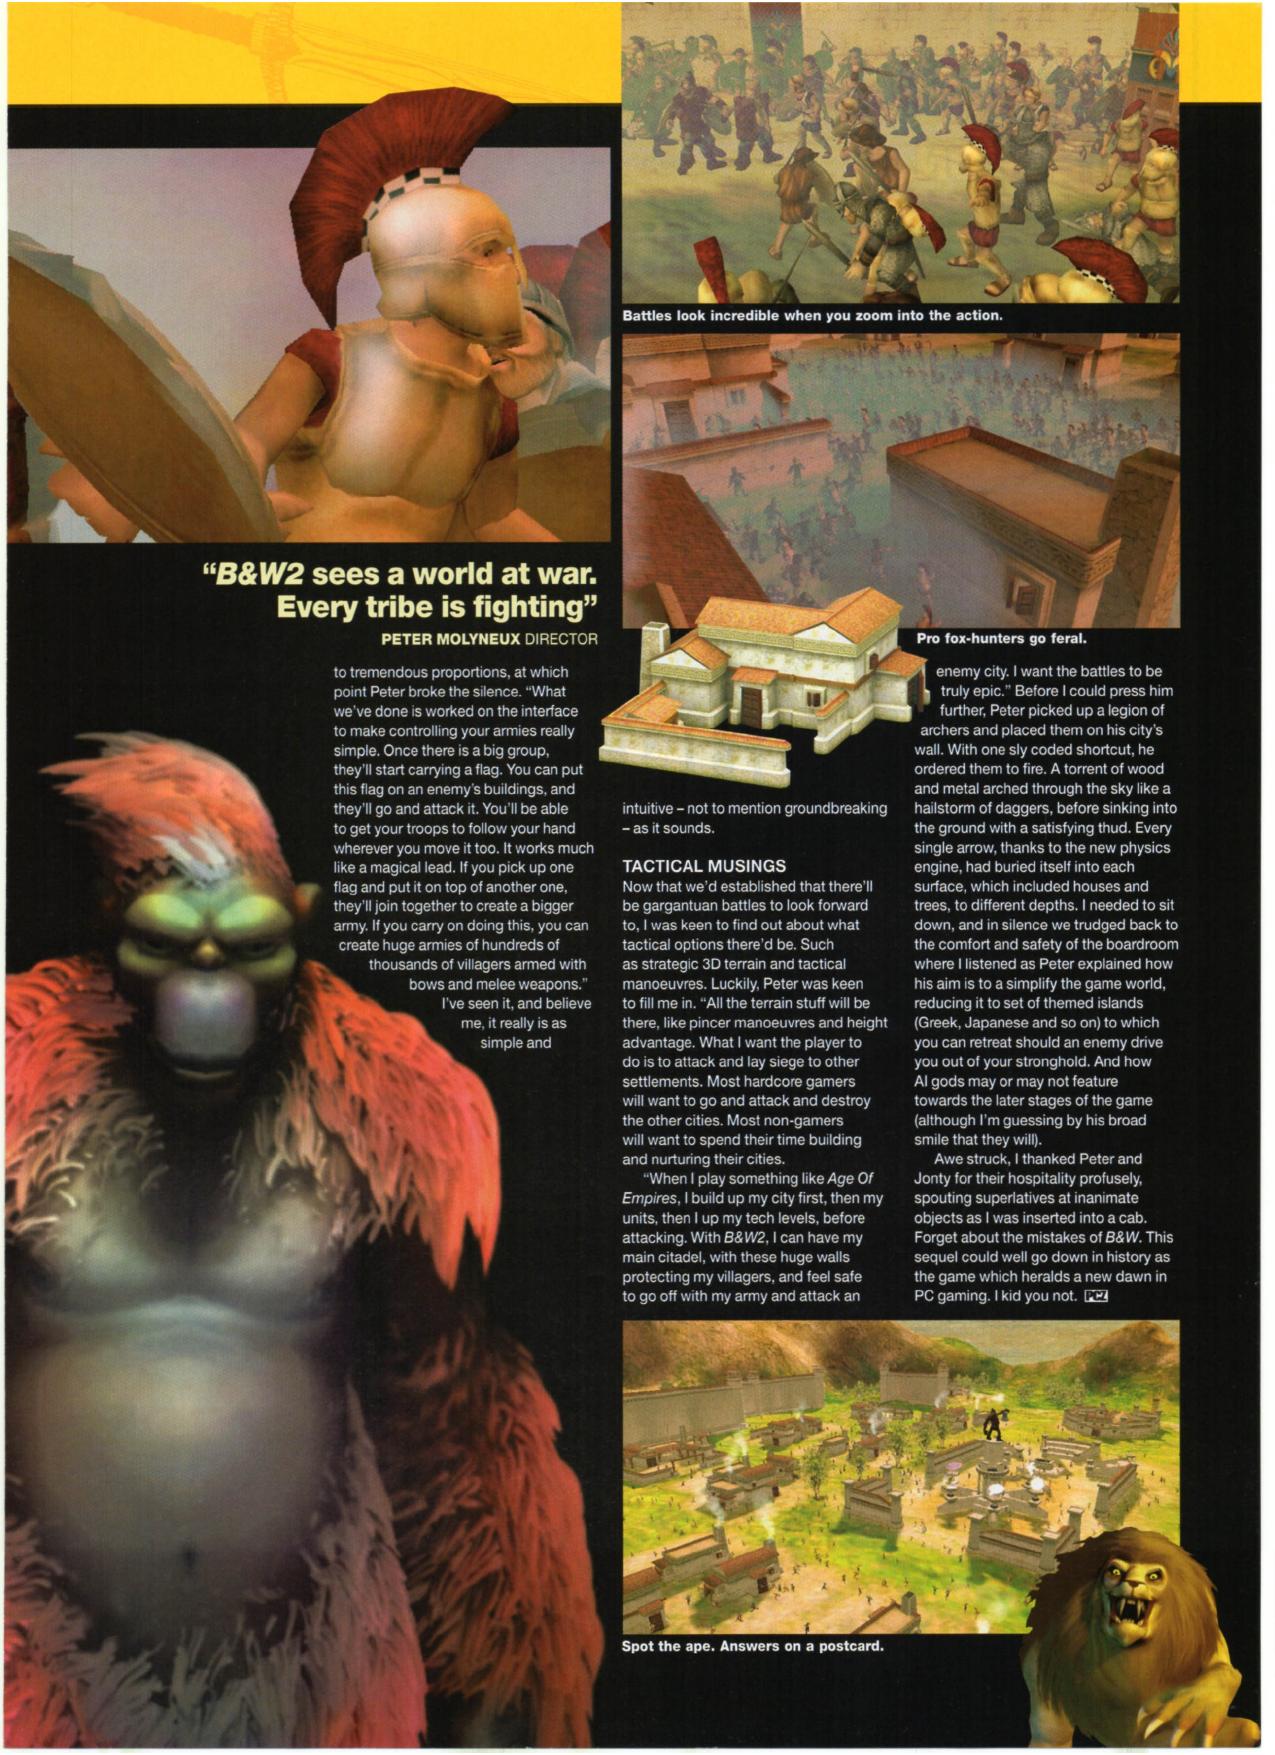 Battles look incredible when you zoom into the action.
"B&W2 sees a world at war.
Every tribe is fighting"
PETER MOLYNEUX DIRECTOR
Pro fox-hunters go feral.
to tremendous proportions, at which
point Peter broke the silence. "What
we've done is worked on the interface
to make controlling your armies really
simple. Once there is a big group,
they'll start carrying a flag. You can put
this flag on an enemy's buildings, and
they'll go and attack it. You'll be able
to get your troops to follow your hand
wherever you move it too. It works much
like a magical lead. If you pick up one
flag and put it on top of another one,
they'll join together to create a bigger
army. If you carry on doing this, you can
create huge armies of hundreds of
thousands of villagers armed with
bows and melee weapons."
I've seen it, and believe
me, it really is as
simple and
intuitive – not to mention groundbreaking
– as it sounds.
TACTICAL MUSINGS
Now that we'd established that there'll
be gargantuan battles to look forward
to, I was keen to find out about what
tactical options there'd be. Such
as strategic 3D terrain and tactical
manoeuvres. Luckily, Peter was keen
to fill me in. "All the terrain stuff will be
there, like pincer manoeuvres and height
advantage. What I want the player to
do is to attack and lay siege to other
settlements. Most hardcore gamers
will want to go and attack and destroy
the other cities. Most non-gamers
will want to spend their time building
and nurturing their cities.
"When I play something like Age Of
Empires, I build up my city first, then my
units, then I up my tech levels, before
attacking. With B&W2, I can have my
main citadel, with these huge walls
protecting my villagers, and feel safe
to go off with my army and attack an
enemy city. I want the battles to be
truly epic." Before I could press him
further, Peter picked up a legion of
archers and placed them on his city's
wall. With one sly coded shortcut, he
ordered them to fire. A torrent of wood
and metal arched through the sky like a
hailstorm of daggers, before sinking into
the ground with a satisfying thud. Every
single arrow, thanks to the new physics
engine, had buried itself into each
surface, which included houses and
trees, to different depths. I needed to sit
down, and in silence we trudged back to
the comfort and safety of the boardroom
where I listened as Peter explained how
his aim is to a simplify the game world,
reducing it to set of themed islands
(Greek, Japanese and so on) to which
you can retreat should an enemy drive
you out of your stronghold. And how
AI gods may or may not feature
towards the later stages of the game
(although I'm guessing by his broad
smile that they will).
Awe struck, I thanked Peter and
Jonty for their hospitality profusely,
spouting superlatives at inanimate
objects as I was inserted into a cab.
Forget about the mistakes of B&W. This
sequel could well go down in history as
the game which heralds a new dawn in
PC gaming. I kid you not. PCZ
Spot the ape. Answers on a postcard.